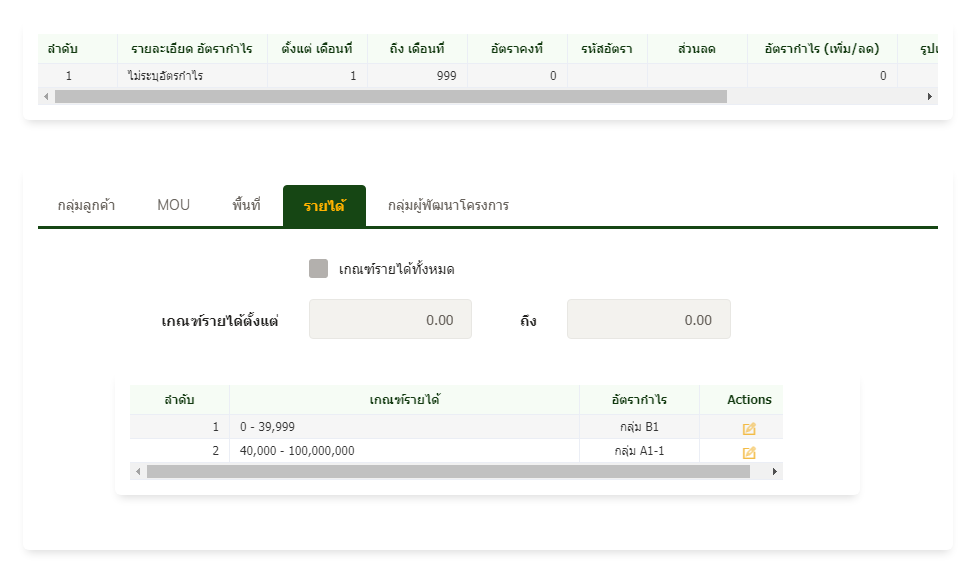 ลำดับ รายละเอียด อัตรากำไร ตั้งแต่ เดือนที่ ถึง เดือนที่ อัตราคงที่ รหัสอัตรา ส่วนลด อัตรากำไร (เพิ่ม/ลด)
1 ไม่ระบุอัตรกำไร 1 999 0 0
กลุ่มลูกค้า MOU พื้นที่ รายได้ กลุ่มผู้พัฒนาโครงการ
เกณฑ์รายได้ทั้งหมด
เกณฑ์รายได้ตั้งแต่ 0.00 ถึง 0.00
ลำดับ เกณฑ์รายได้ อัตรากำไร Actions
1 0 - 39,999 กลุ่ม B1
2 40,000 - 100,000,000 กลุ่ม A1-1